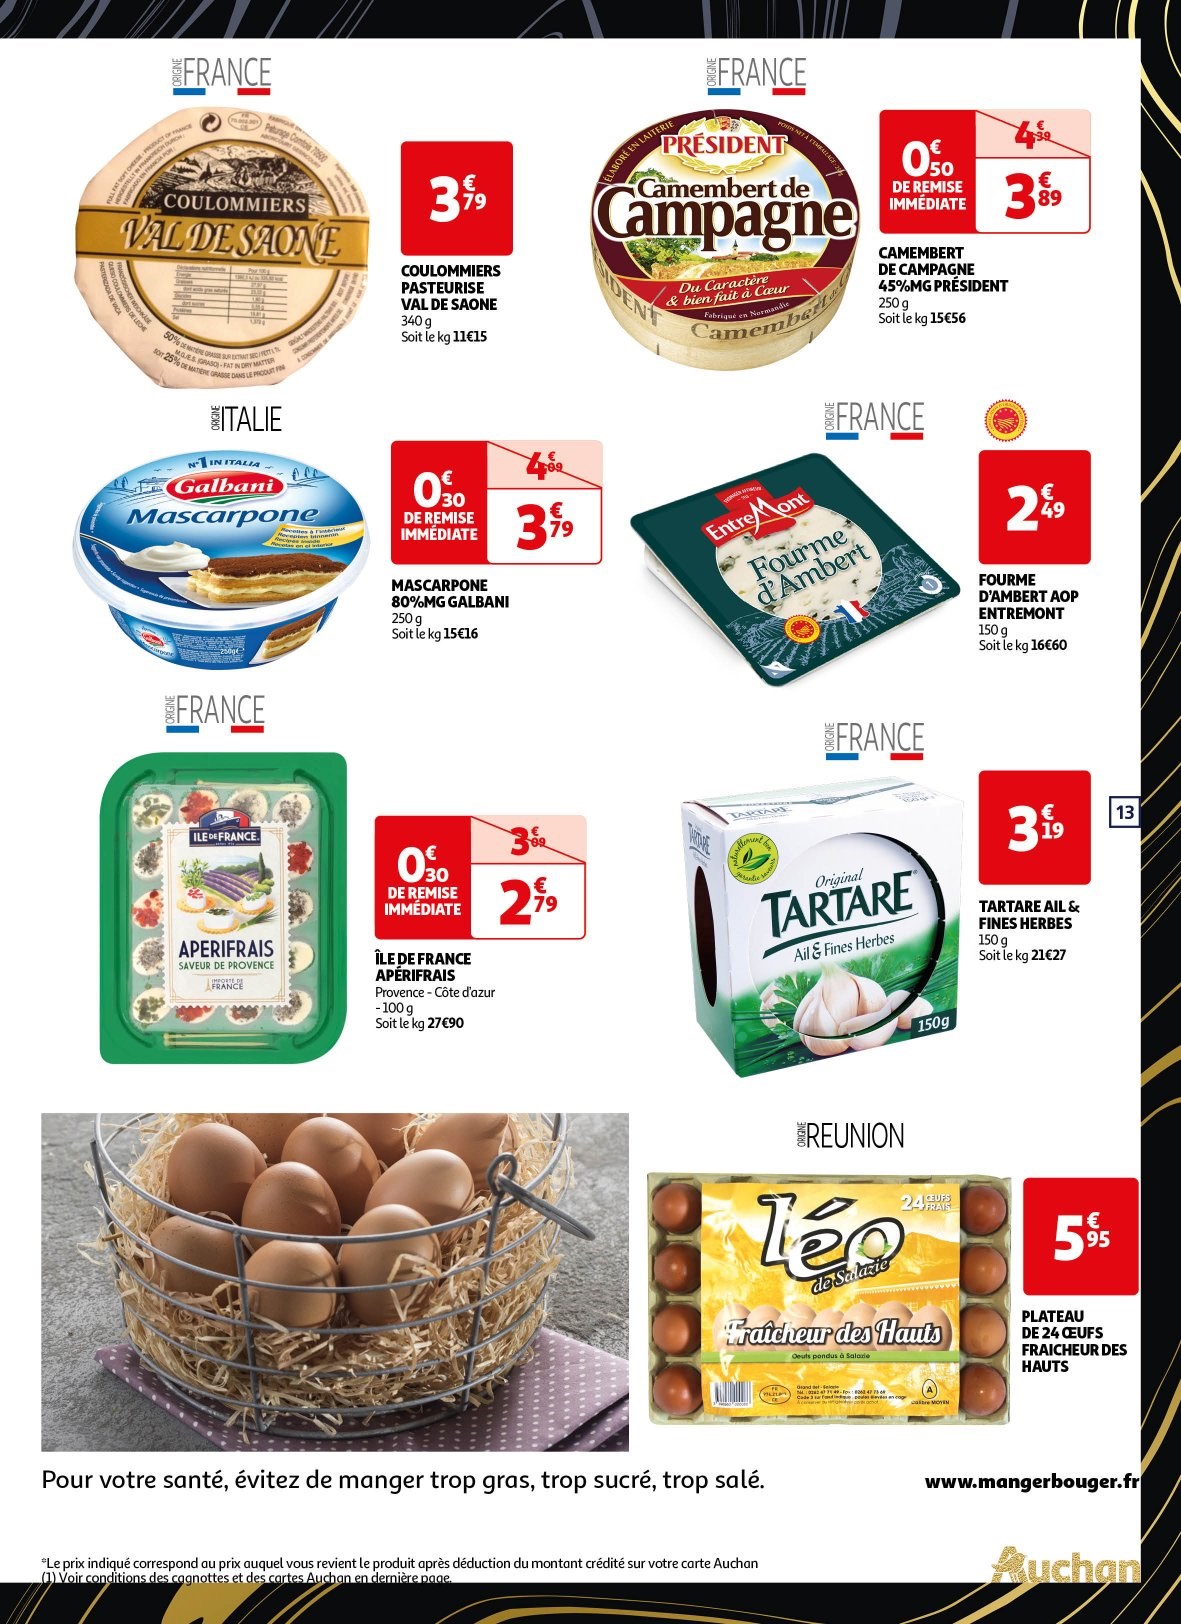 ORIGINE FRANCE
COULOMMIERS
VAL DE SAONE
3€79
COULOMMIERS
PASTEURISE
VAL DE SAONE
340 g
Soit le kg 11€15
ORIGINE FRANCE
ÉLABORÉ EN LAITERIE
PRÉSIDENT
Camembert de
Campagne
Du Caractère
& bien fait à Cœur
Fabriqué en Normandie
0€50
DE REMISE
IMMÉDIATE
4€39
3€89
CAMEMBERT
DE CAMPAGNE
45%MG PRÉSIDENT
250 g
Soit le kg 15€56
ORIGINE ITALIE
N°1 IN ITALIA
Galbani
Mascarpone
0€30
DE REMISE
IMMÉDIATE
4€09
3€79
MASCARPONE
80%MG GALBANI
250 g
Soit le kg 15€16
ORIGINE FRANCE
EntreMont
Fourme
d'Ambert
2€49
FOURME
D'AMBERT AOP
ENTREMONT
150 g
Soit le kg 16€60
ORIGINE FRANCE
ILE DE FRANCE
APERIFRAIS
SAVEUR DE PROVENCE
IMPORTÉ DE
FRANCE
0€30
DE REMISE
IMMÉDIATE
3€09
2€79
ÎLE DE FRANCE
APÉRIFRAIS
Provence - Côte d'azur
- 100 g
Soit le kg 27€90
ORIGINE FRANCE
TARTARE
Original
TARTARE
Ail & Fines Herbes
150g
3€19
TARTARE AIL &
FINES HERBES
150 g
Soit le kg 21€27
13
ORIGINE REUNION
24 ŒUFS
FRAIS
léo
de Salazie
Fraîcheur des Hauts
Oeufs pondus à Salazie
5€95
PLATEAU
DE 24 ŒUFS
FRAICHEUR DES
HAUTS
Pour votre santé, évitez de manger trop gras, trop sucré, trop salé.
www.mangerbouger.fr
*Le prix indiqué correspond au prix auquel vous revient le produit après déduction du montant crédité sur votre carte Auchan
(1) Voir conditions des cagnottes et des cartes Auchan en dernière page.
Auchan